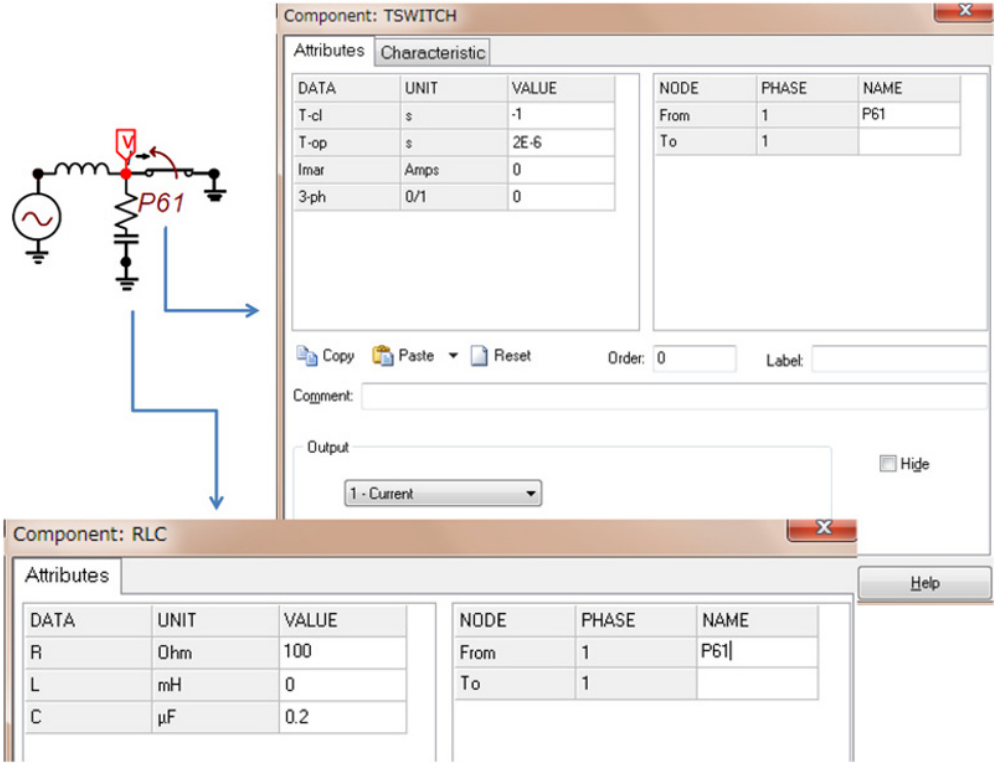 Component: TSWITCH
Attributes Characteristic
DATA UNIT VALUE NODE PHASE NAME
T-cl s -1 From 1 P61
T-op s 2E-6 To 1
Imar Amps 0
3-ph 0/1 0
V
P61
Copy Paste Reset Order: 0 Label:
Comment:
Output
Hide
1 - Current
Component: RLC
Attributes
Help
DATA UNIT VALUE NODE PHASE NAME
R Ohm 100 From 1 P61
L mH 0 To 1
C µF 0.2